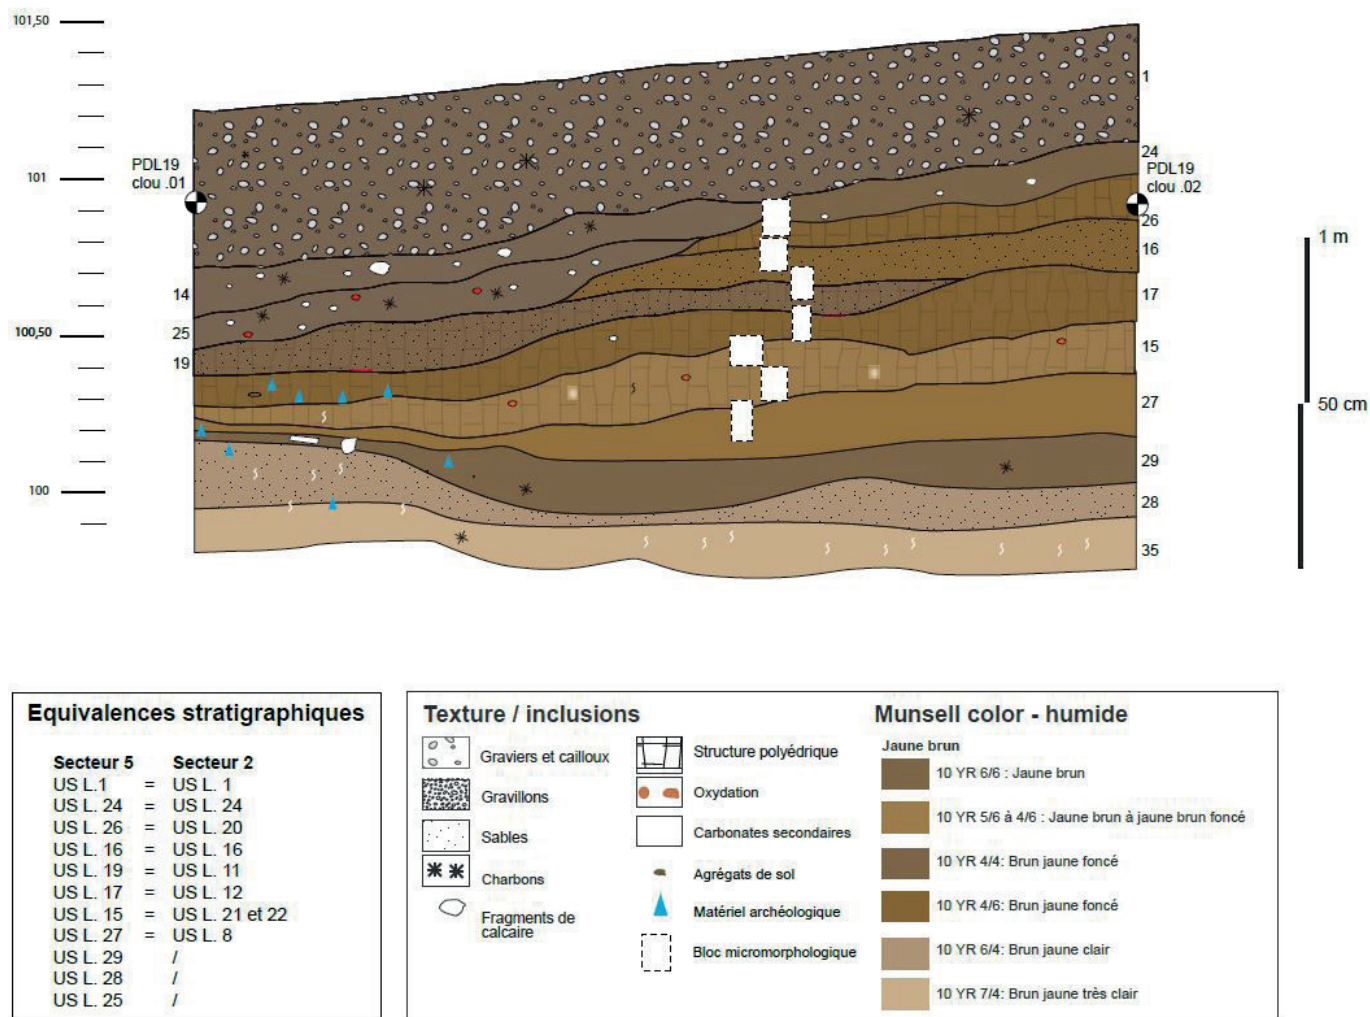 101,50
1
24
PDL19
clou .01
101
PDL19
clou .02
26
16
1 m
14
17
25
100,50
15
19
27
50 cm
29
100
28
35
Equivalences stratigraphiques
Secteur 5 Secteur 2
US L.1 = US L. 1
US L. 24 = US L. 24
US L. 26 = US L. 20
US L. 16 = US L. 16
US L. 19 = US L. 11
US L. 17 = US L. 12
US L. 15 = US L. 21 et 22
US L. 27 = US L. 8
US L. 29 /
US L. 28 /
US L. 25 /
Texture / inclusions
Graviers et cailloux
Gravillons
Sables
Charbons
Fragments de
calcaire
Structure polyédrique
Oxydation
Carbonates secondaires
Agrégats de sol
Matériel archéologique
Bloc micromorphologique
Munsell color - humide
Jaune brun
10 YR 6/6 : Jaune brun
10 YR 5/6 à 4/6 : Jaune brun à jaune brun foncé
10 YR 4/4: Brun jaune foncé
10 YR 4/6: Brun jaune foncé
10 YR 6/4: Brun jaune clair
10 YR 7/4: Brun jaune très clair